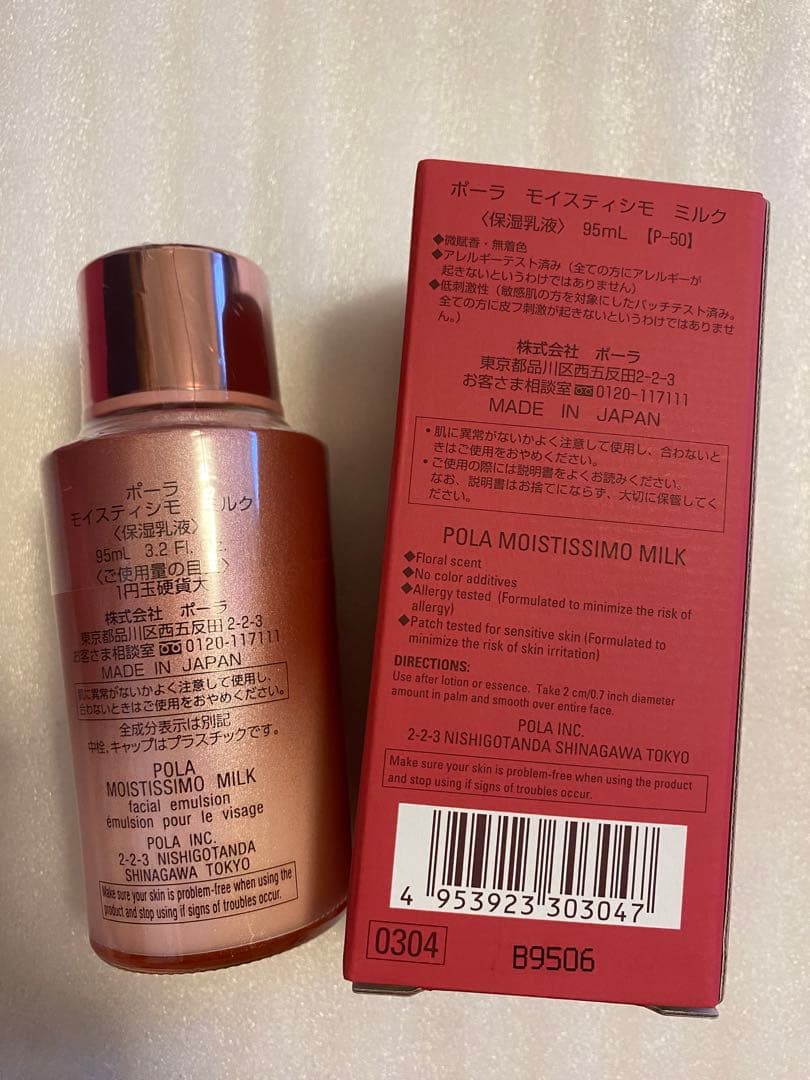 ポーラ
モイスティシモ ミルク
〈保湿乳液〉
95mL 3.2 Fl.
〈ご使用量の目
1円玉硬貨大
株式会社 ポーラ
東京都品川区西五反田2-2-3
お客さま相談室 0120-117111
MADE IN JAPAN
肌に異常がないかよく注意して使用し、
合わないときはご使用をおやめください。
全成分表示は別記
中栓、キャップはプラスチックです。
POLA
MOISTISSIMO MILK
facial emulsion
émulsion pour le visage
POLA INC.
2-2-3 NISHIGOTANDA
SHINAGAWA TOKYO
Make sure your skin is problem-free when using the
product and stop using if signs of troubles occur.
ポーラ モイスティシモ ミルク
〈保湿乳液〉 95mL 【P-50】
◆微賦香・無着色
◆アレルギーテスト済み（全ての方にアレルギーが
起きないというわけではありません）
◆低刺激性（敏感肌の方を対象にしたパッチテスト済み。
全ての方に皮フ刺激が起きないというわけではありませ
ん。）
株式会社 ポーラ
東京都品川区西五反田2-2-3
お客さま相談室 0120-117111
MADE IN JAPAN
・肌に異常がないかよく注意して使用し、合わないと
きはご使用をおやめください。
・ご使用の際には説明書をよくお読みください。
なお、説明書はお捨てにならず、大切に保管してく
ださい。
POLA MOISTISSIMO MILK
◆Floral scent
◆No color additives
◆Allergy tested (Formulated to minimize the risk of
allergy)
◆Patch tested for sensitive skin (Formulated to
minimize the risk of skin irritation)
DIRECTIONS:
Use after lotion or essence. Take 2 cm/0.7 inch diameter
amount in palm and smooth over entire face.
POLA INC.
2-2-3 NISHIGOTANDA SHINAGAWA TOKYO
Make sure your skin is problem-free when using the product
and stop using if signs of troubles occur.
4 953923 303047
0304
B9506